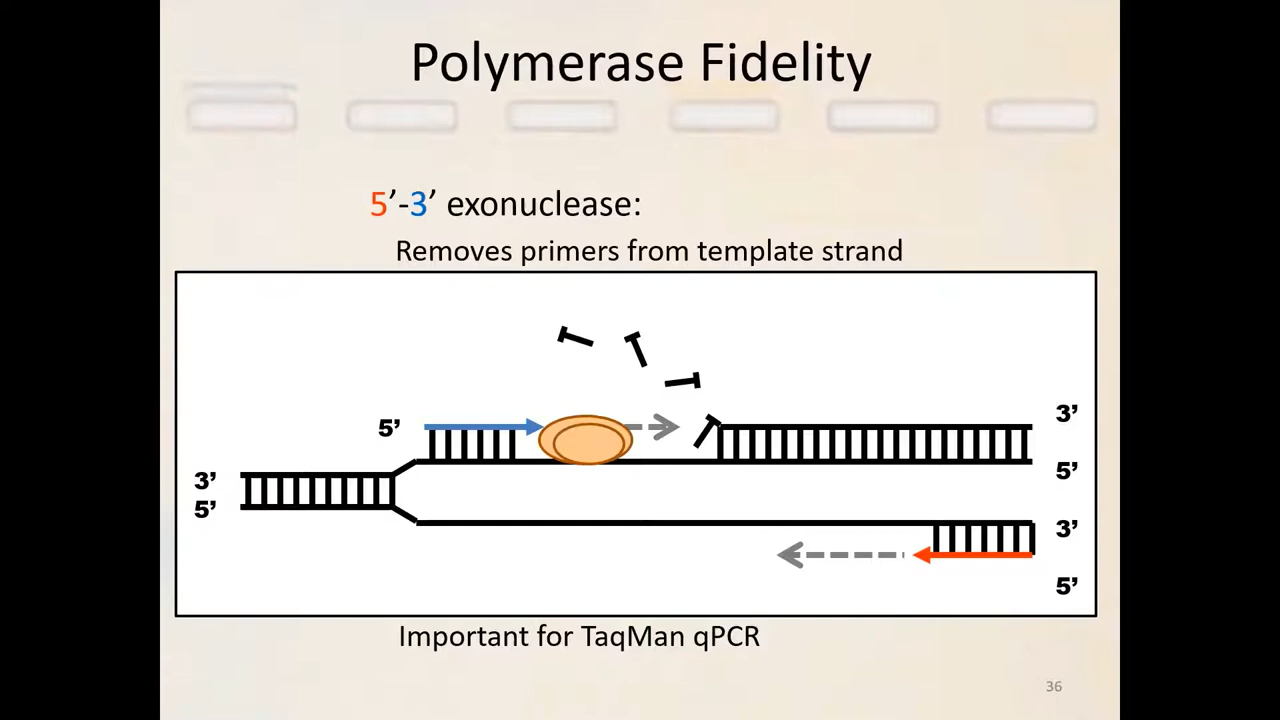 Polymerase Fidelity
5’-3’ exonuclease:
Removes primers from template strand
5’
3’
3’
5’
5’
3’
5’
Important for TaqMan qPCR
36